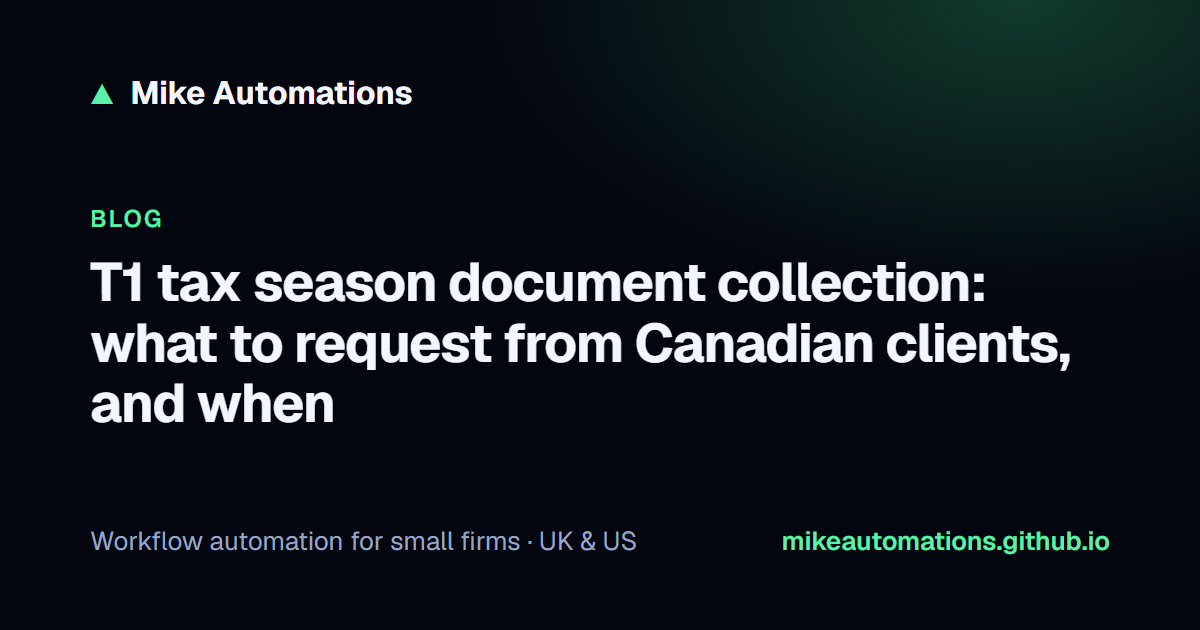 Mike Automations
BLOG
T1 tax season document collection:
what to request from Canadian clients,
and when
Workflow automation for small firms · UK & US
mikeautomations.github.io